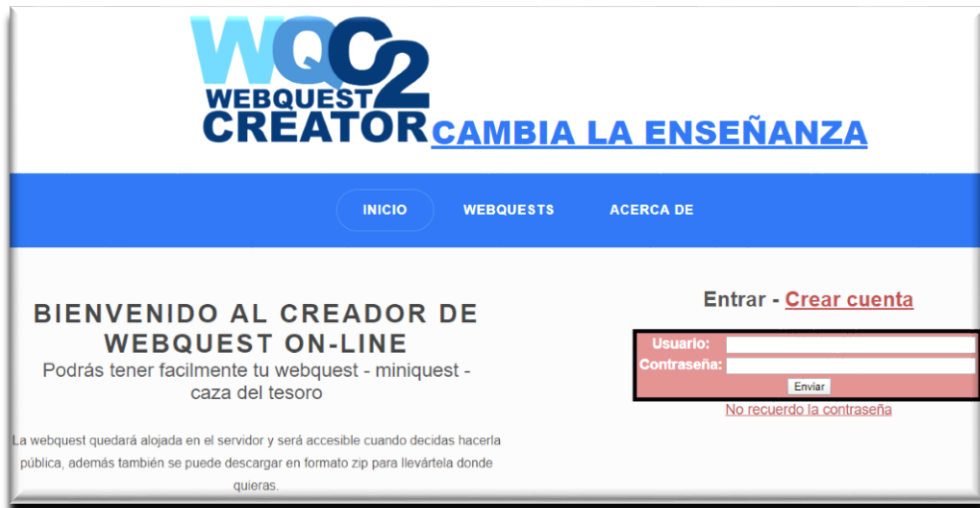 WQC2
WEBQUEST
CREATOR CAMBIA LA ENSEÑANZA
INICIO WEBQUESTS ACERCA DE
BIENVENIDO AL CREADOR DE
WEBQUEST ON-LINE
Podrás tener facilmente tu webquest - miniquest -
caza del tesoro
La webquest quedará alojada en el servidor y será accesible cuando decidas hacerla
pública, además también se puede descargar en formato zip para llevártela donde
quieras.
Entrar - Crear cuenta
Usuario:
Contraseña:
Enviar
No recuerdo la contraseña